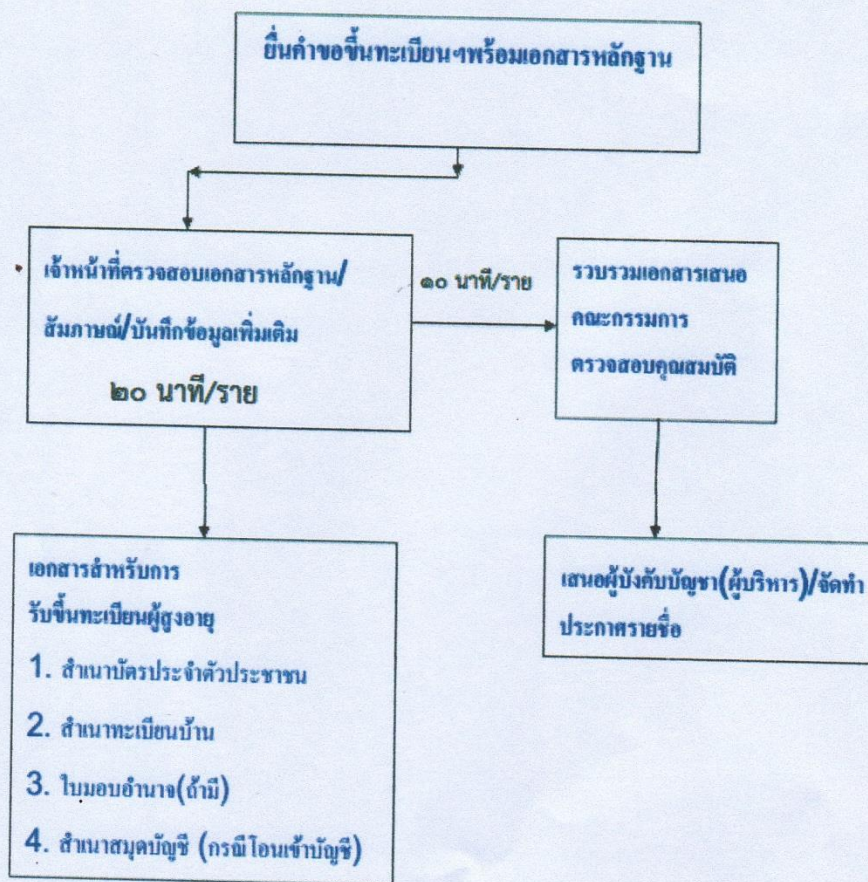 ยื่นคำขอขึ้นทะเบียนฯพร้อมเอกสารหลักฐาน
เจ้าหน้าที่ตรวจสอบเอกสารหลักฐาน/
สัมภาษณ์/บันทึกข้อมูลเพิ่มเติม
๒๐ นาที/ราย
๑๐ นาที/ราย
รวบรวมเอกสารเสนอ
คณะกรรมการ
ตรวจสอบคุณสมบัติ
เอกสารสำหรับการ
รับขึ้นทะเบียนผู้สูงอายุ
1. สำเนาบัตรประจำตัวประชาชน
2. สำเนาทะเบียนบ้าน
3. ใบมอบอำนาจ(ถ้ามี)
4. สำเนาสมุดบัญชี (กรณีโอนเข้าบัญชี)
เสนอผู้บังคับบัญชา(ผู้บริหาร)/จัดทำ
ประกาศรายชื่อ